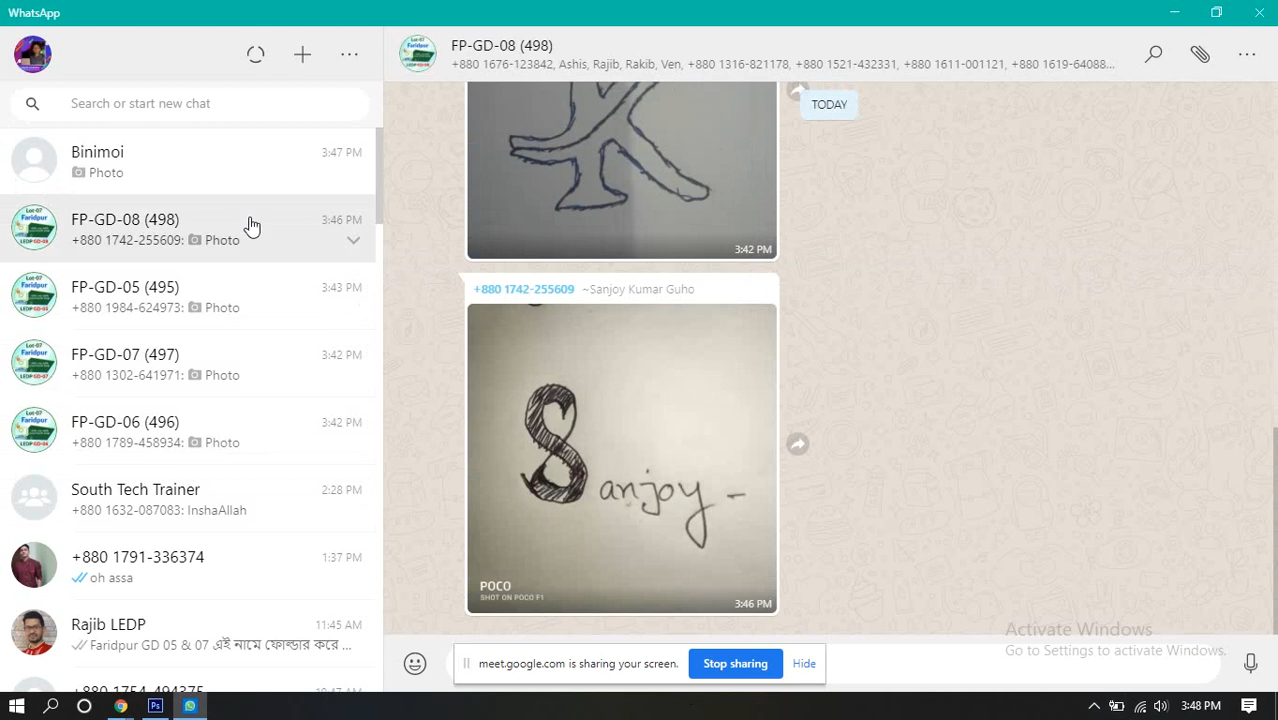 WhatsApp
Search or start new chat
Binimoi
3:47 PM
Photo
FP-GD-08 (498)
3:46 PM
+880 1742-255609: Photo
FP-GD-05 (495)
3:43 PM
+880 1984-624973: Photo
FP-GD-07 (497)
3:42 PM
+880 1302-641971: Photo
FP-GD-06 (496)
3:42 PM
+880 1789-458934: Photo
South Tech Trainer
2:28 PM
+880 1632-087083: InshaAllah
+880 1791-336374
1:37 PM
oh assa
Rajib LEDP
11:45 AM
Faridpur GD 05 & 07 এই নামে ফোল্ডার করে ...
+880 1754-494375
10:47 AM
FP-GD-08 (498)
+880 1676-123842, Ashis, Rajib, Rakib, Ven, +880 1316-821178, +880 1521-432331, +880 1611-001121, +880 1619-64088...
TODAY
K
3:42 PM
+880 1742-255609 ~Sanjoy Kumar Guho
Sanjoy -
POCO
SHOT ON POCO F1
3:46 PM
Activate Windows
Go to Settings to activate Windows.
meet.google.com is sharing your screen.
Stop sharing
Hide
3:48 PM